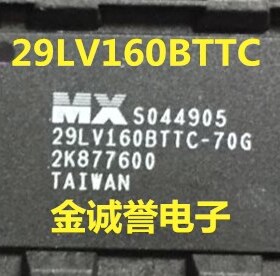 29LV160BTTC
MX S044905
29LV160BTTC-70G
2K877600
TAIWAN
金诚誉电子